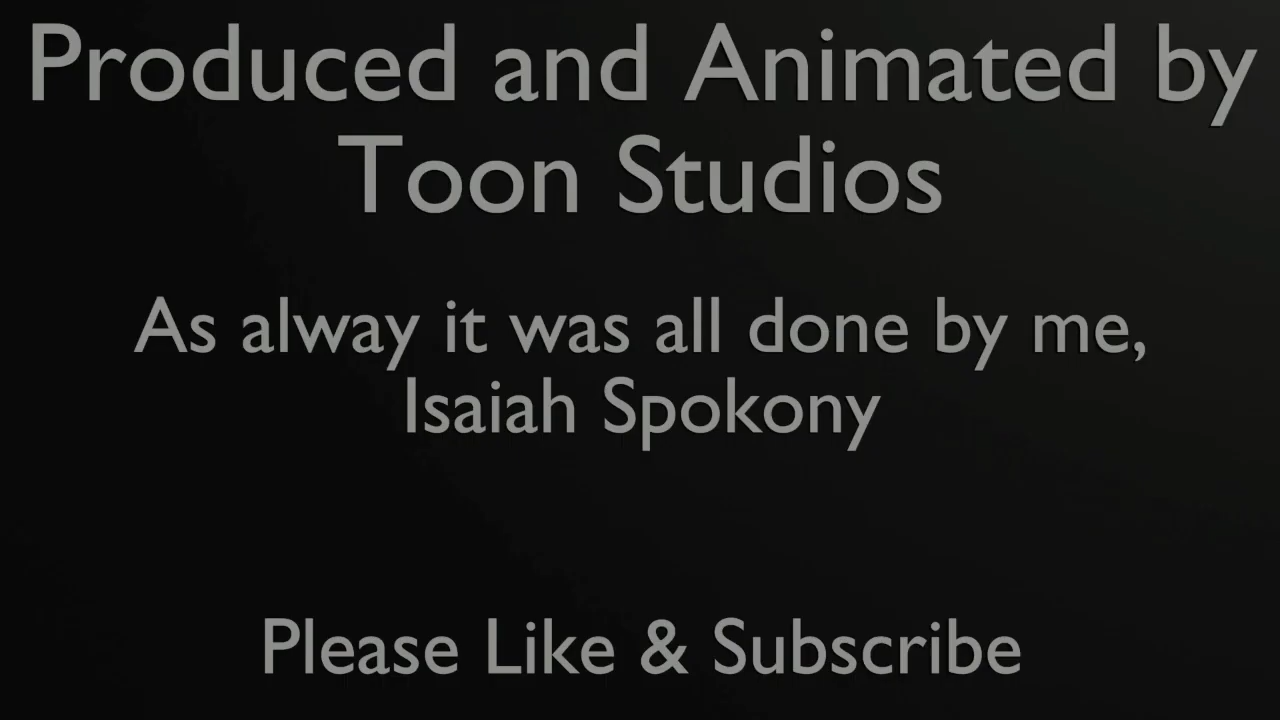 Produced and Animated by
Toon Studios
As alway it was all done by me,
Isaiah Spokony
Please Like & Subscribe